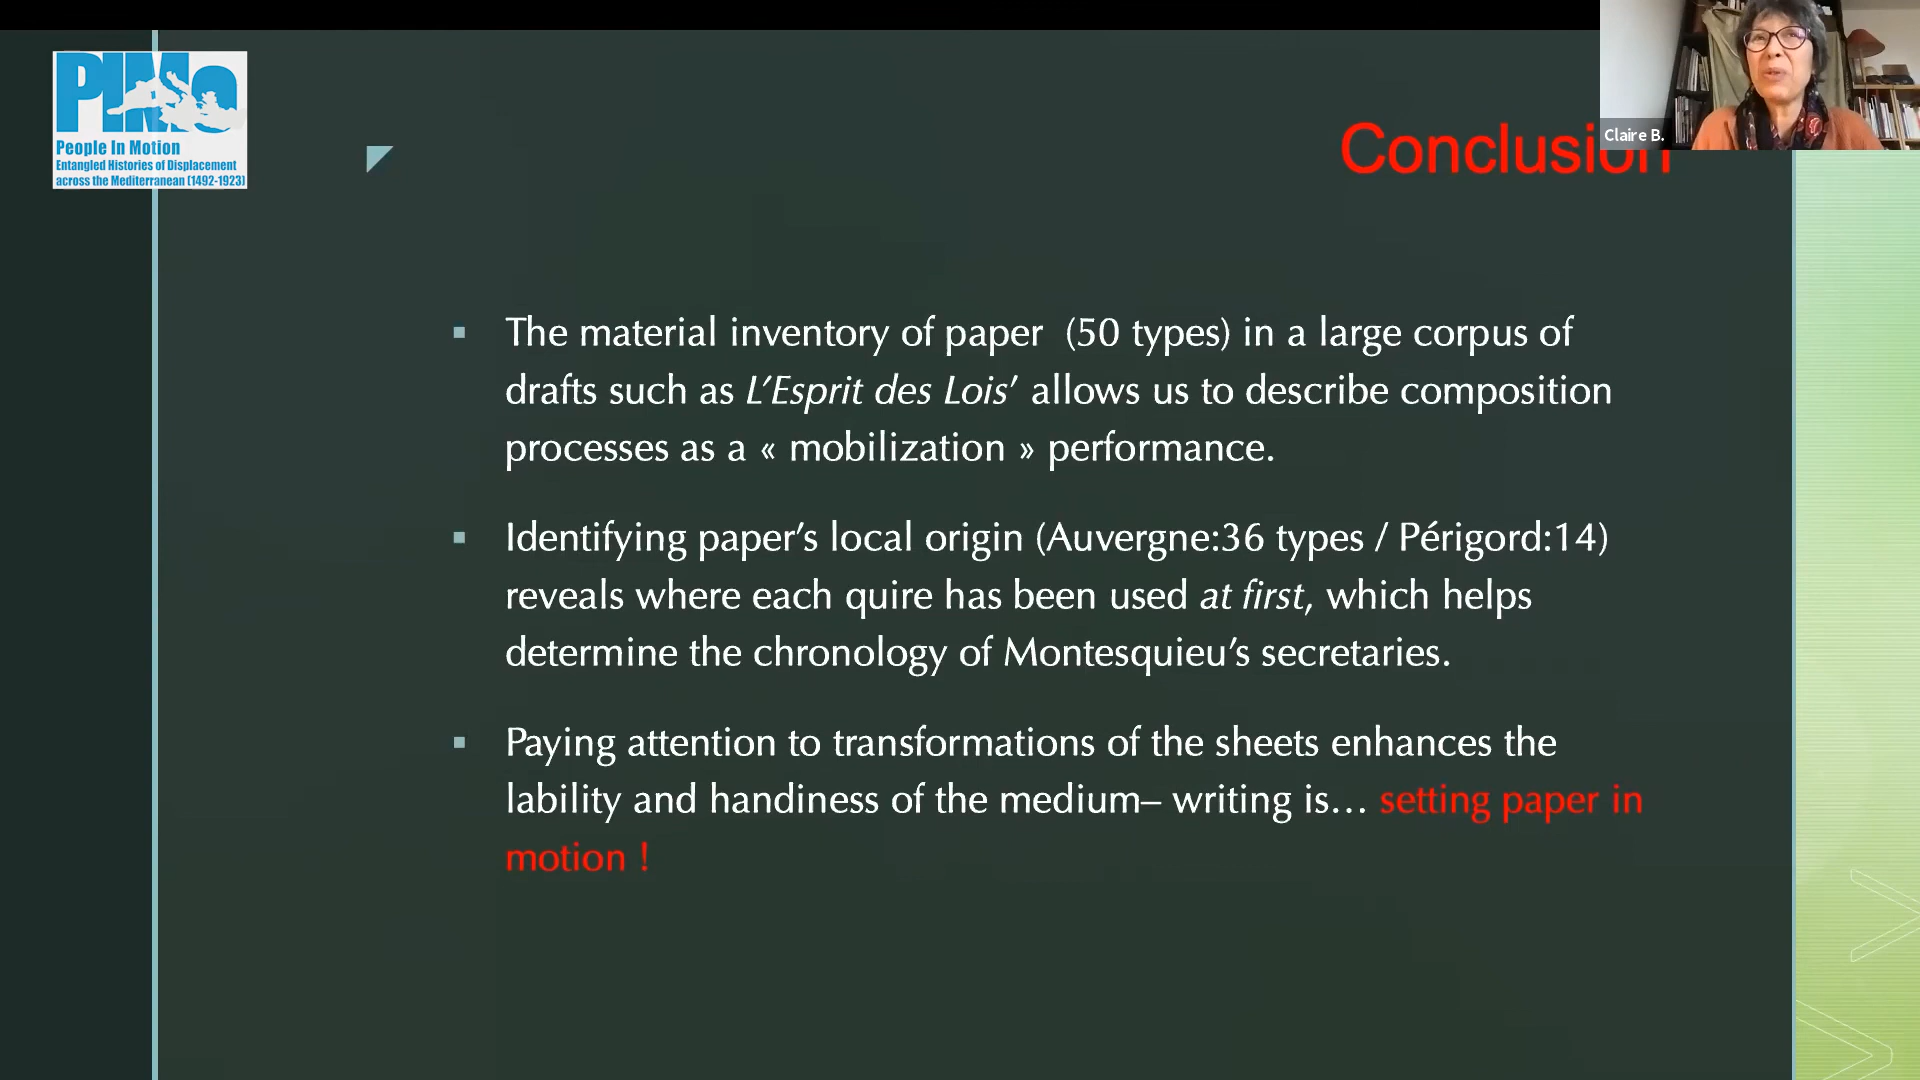 PIMo
People In Motion
Entangled Histories of Displacement
across the Mediterranean (1492-1923)
Claire B.
Conclusion
The material inventory of paper  (50 types) in a large corpus of
drafts such as L’Esprit des Lois’ allows us to describe composition
processes as a « mobilization » performance.
Identifying paper’s local origin (Auvergne:36 types / Périgord:14)
reveals where each quire has been used at first, which helps
determine the chronology of Montesquieu’s secretaries.
Paying attention to transformations of the sheets enhances the
lability and handiness of the medium– writing is… setting paper in
motion !